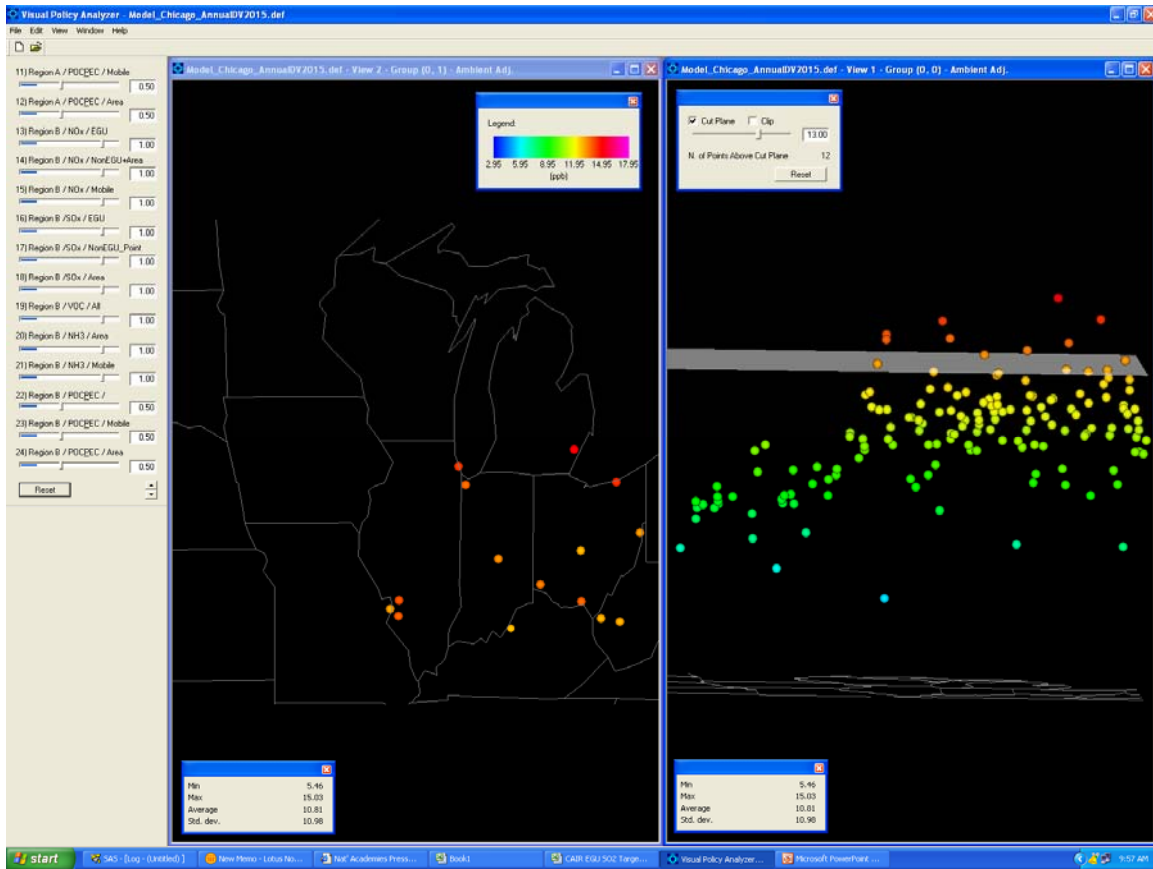 Visual Policy Analyzer - Model_Chicago_AnnualDV2015.def
File Edit View Window Help
11) Region A / POCPEC / Mobile
0.50
12) Region A / POCPEC / Area
0.50
13) Region B / NOx / EGU
1.00
14) Region B / NOx / NonEGU+Area
1.00
15) Region B / NOx / Mobile
1.00
16) Region B /SOx / EGU
1.00
17) Region B /SOx / NonEGU_Point
1.00
18) Region B /SOx / Area
1.00
19) Region B / VOC / All
1.00
20) Region B / NH3 / Area
1.00
21) Region B / NH3 / Mobile
1.00
22) Region B / POCPEC /
0.50
23) Region B / POCPEC / Mobile
0.50
24) Region B / POCPEC / Area
0.50
Reset
Model_Chicago_AnnualDV2015.def - View 2 - Group (0, 1) - Ambient Adj.
Legend:
2.95 5.95 8.95 11.95 14.95 17.95
(ppb)
Min 5.46
Max 15.03
Average 10.81
Std. dev. 10.98
Model_Chicago_AnnualDV2015.def - View 1 - Group (0, 0) - Ambient Adj.
Cut Plane Clip
13.00
N. of Points Above Cut Plane 12
Reset
Min 5.46
Max 15.03
Average 10.81
Std. dev. 10.98
start
SAS - [Log - (Untitled) ]
New Memo - Lotus No...
Nat' Academies Press...
Book1
CAIR EGU SO2 Targe...
Visual Policy Analyzer...
Microsoft PowerPoint ...
9:57 AM